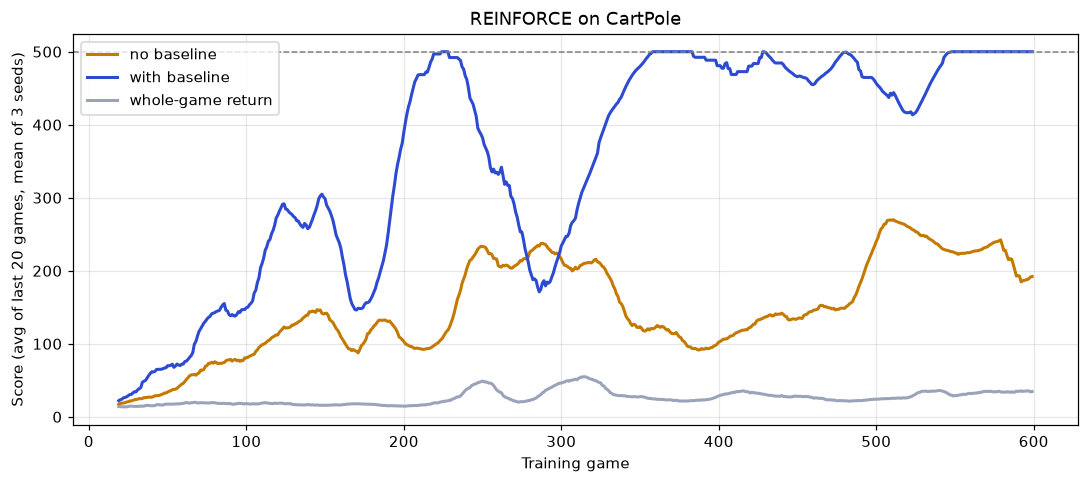 REINFORCE on CartPole
no baseline
with baseline
whole-game return
Score (avg of last 20 games, mean of 3 seeds)
500
400
300
200
100
0
0 100 200 300 400 500 600
Training game